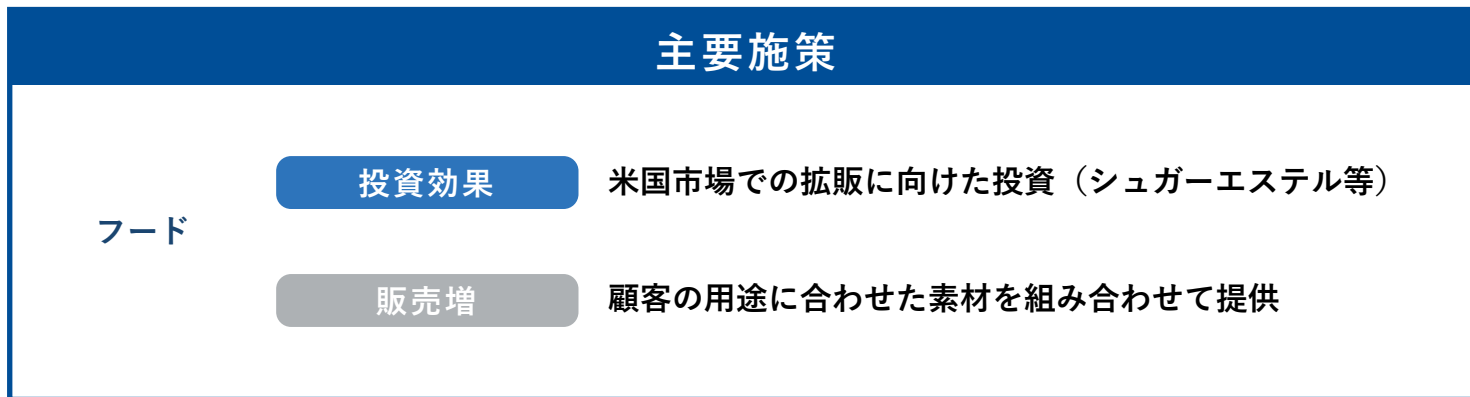 主要施策
フード
投資効果 米国市場での拡販に向けた投資（シュガーエステル等）
販売増 顧客の用途に合わせた素材を組み合わせて提供